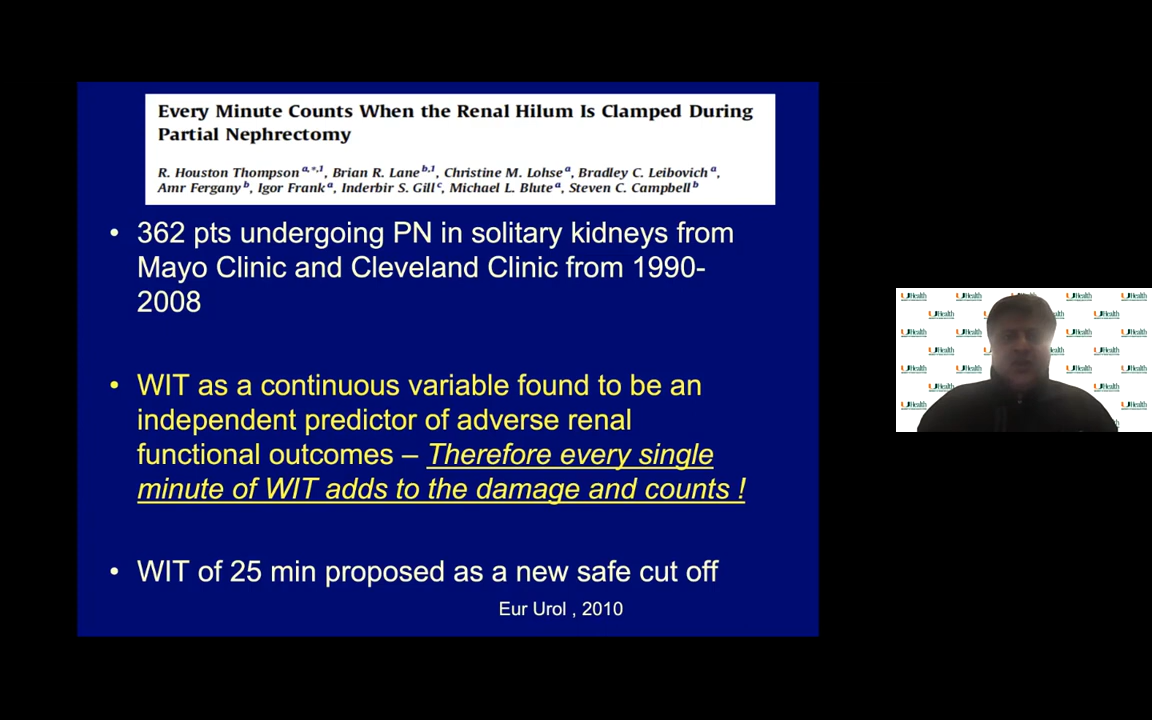 Every Minute Counts When the Renal Hilum Is Clamped During
Partial Nephrectomy
R. Houston Thompson a,*,1, Brian R. Lane b,1, Christine M. Lohse a, Bradley C. Leibovich a,
Amr Fergany b, Igor Frank a, Inderbir S. Gill c, Michael L. Blute a, Steven C. Campbell b
• 362 pts undergoing PN in solitary kidneys from
Mayo Clinic and Cleveland Clinic from 1990-
2008
• WIT as a continuous variable found to be an
independent predictor of adverse renal
functional outcomes – Therefore every single
minute of WIT adds to the damage and counts !
• WIT of 25 min proposed as a new safe cut off
Eur Urol , 2010
UHealth